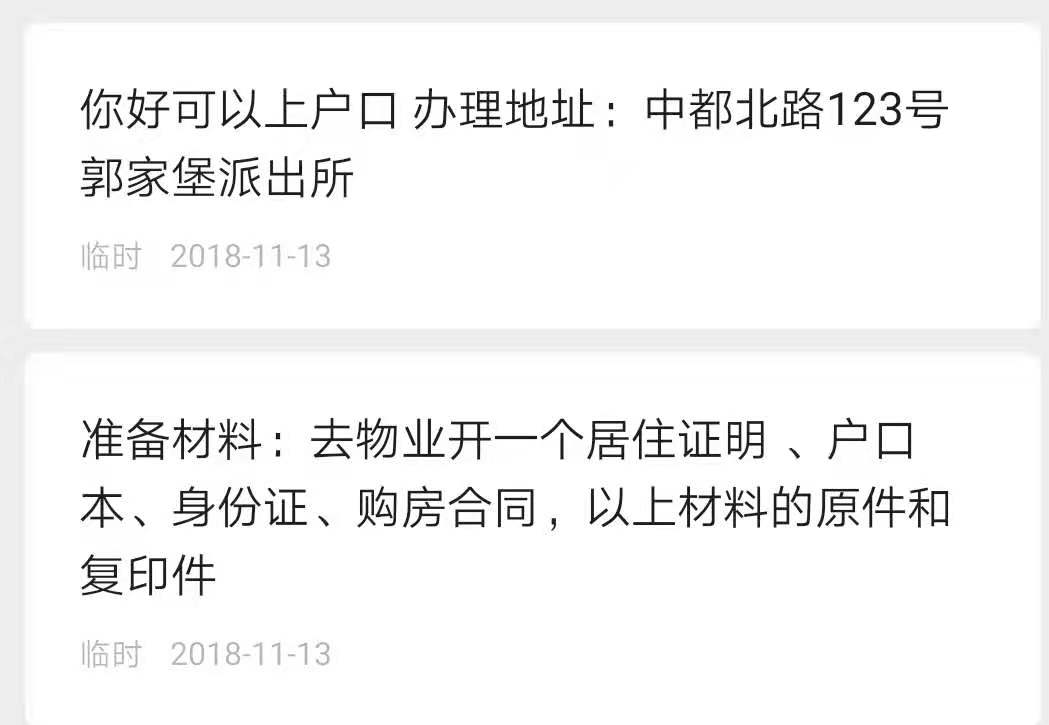 你好可以上户口 办理地址：中都北路123号
郭家堡派出所
临时 2018-11-13
准备材料：去物业开一个居住证明 、户口
本、身份证、购房合同，以上材料的原件和
复印件
临时 2018-11-13